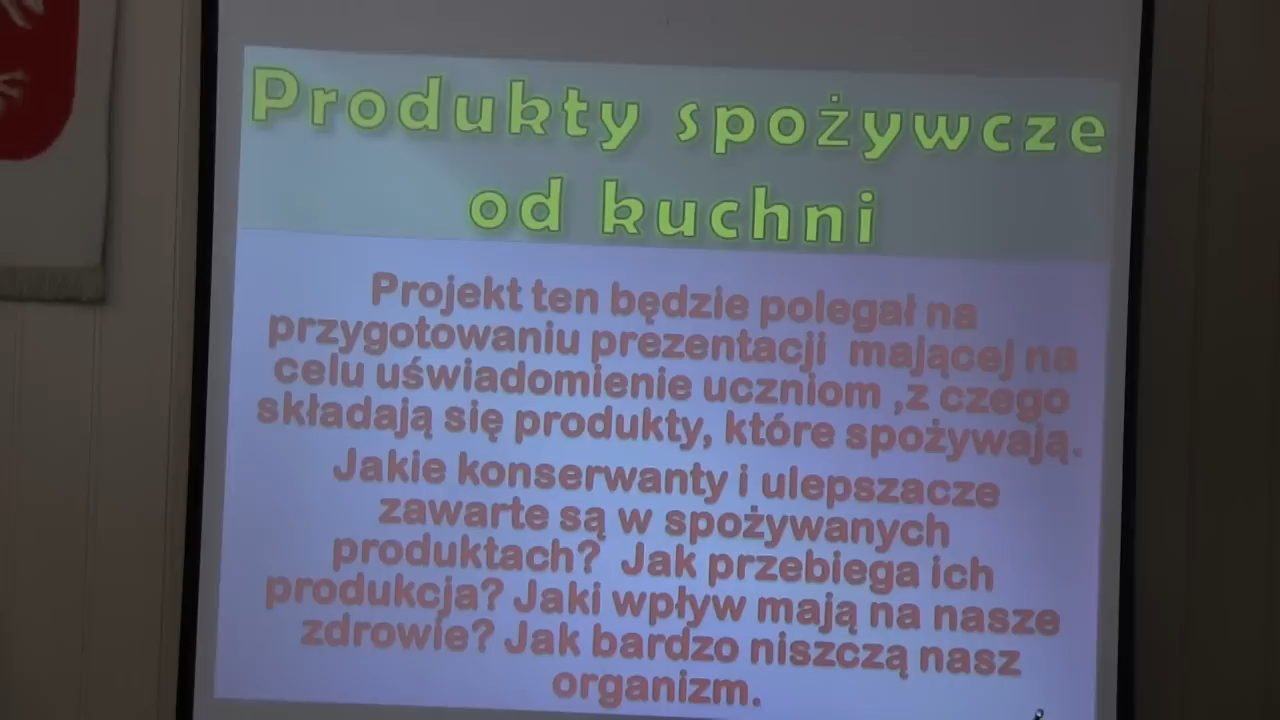 Produkty spożywcze
od kuchni
Projekt ten będzie polegał na
przygotowaniu prezentacji mającej na
celu uświadomienie uczniom ,z czego
składają się produkty, które spożywają.
Jakie konserwanty i ulepszacze
zawarte są w spożywanych
produktach? Jak przebiega ich
produkcja? Jaki wpływ mają na nasze
zdrowie? Jak bardzo niszczą nasz
organizm.